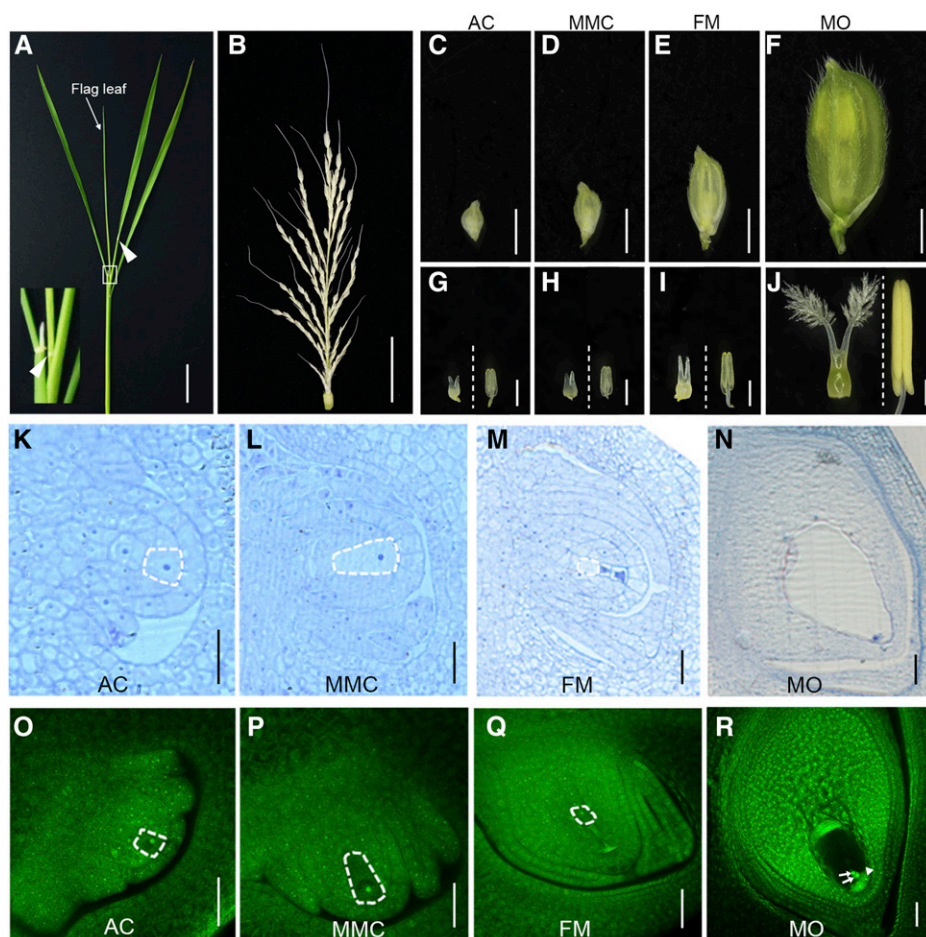 AC MMC FM MO
A B C D E F
Flag leaf
G H I J
K L M N
AC MMC FM MO
O P Q R
AC MMC FM MO